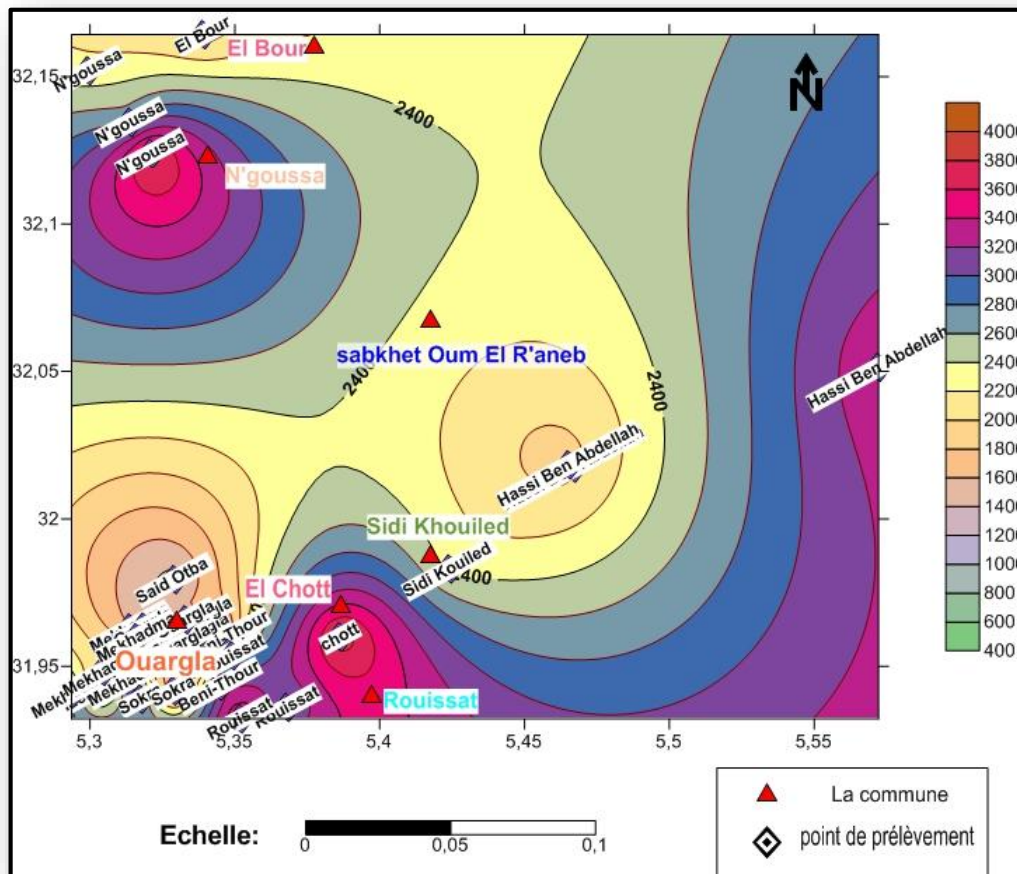 El Bour
El Bour
N'goussa
N'goussa
N'goussa
N'goussa
2400
sabkhet Oum El R'aneb
2400
2400
Hassi Ben Abdellah
Hassi Ben Abdellah
Sidi Khouiled
Sidi Kouiled
2400
Said Otba
El Chott
chott
Ouargla
Beni-Thour
Rouissat
Rouissat
Rouissat
N
32,15
32,1
32,05
32
31,95
5,3
5,35
5,4
5,45
5,5
5,55
4000
3800
3600
3400
3200
3000
2800
2600
2400
2200
2000
1800
1600
1400
1200
1000
800
600
400
Echelle:
0
0,05
0,1
La commune
point de prélèvement